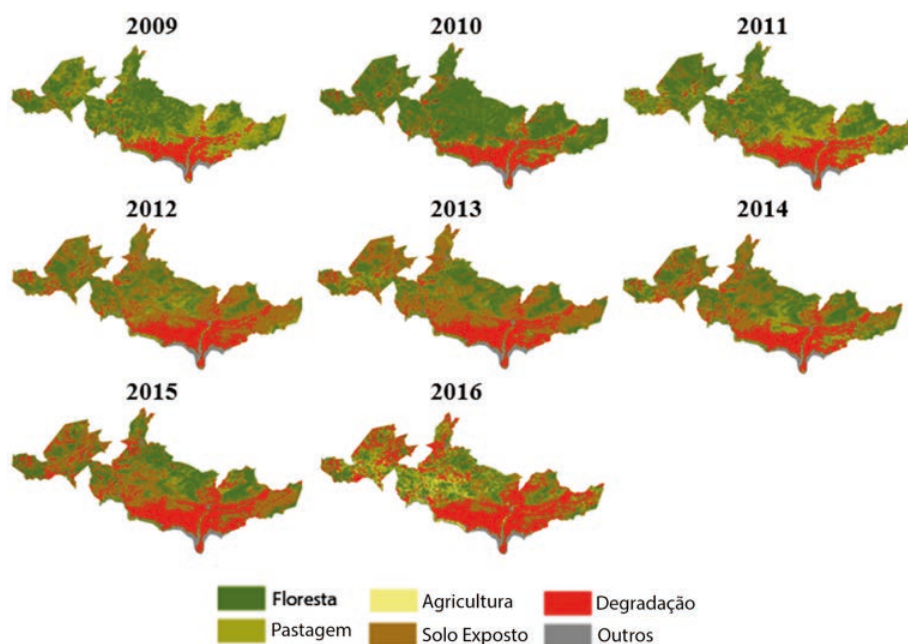 2009
2010
2011
2012
2013
2014
2015
2016
Floresta
Agricultura
Degradação
Pastagem
Solo Exposto
Outros